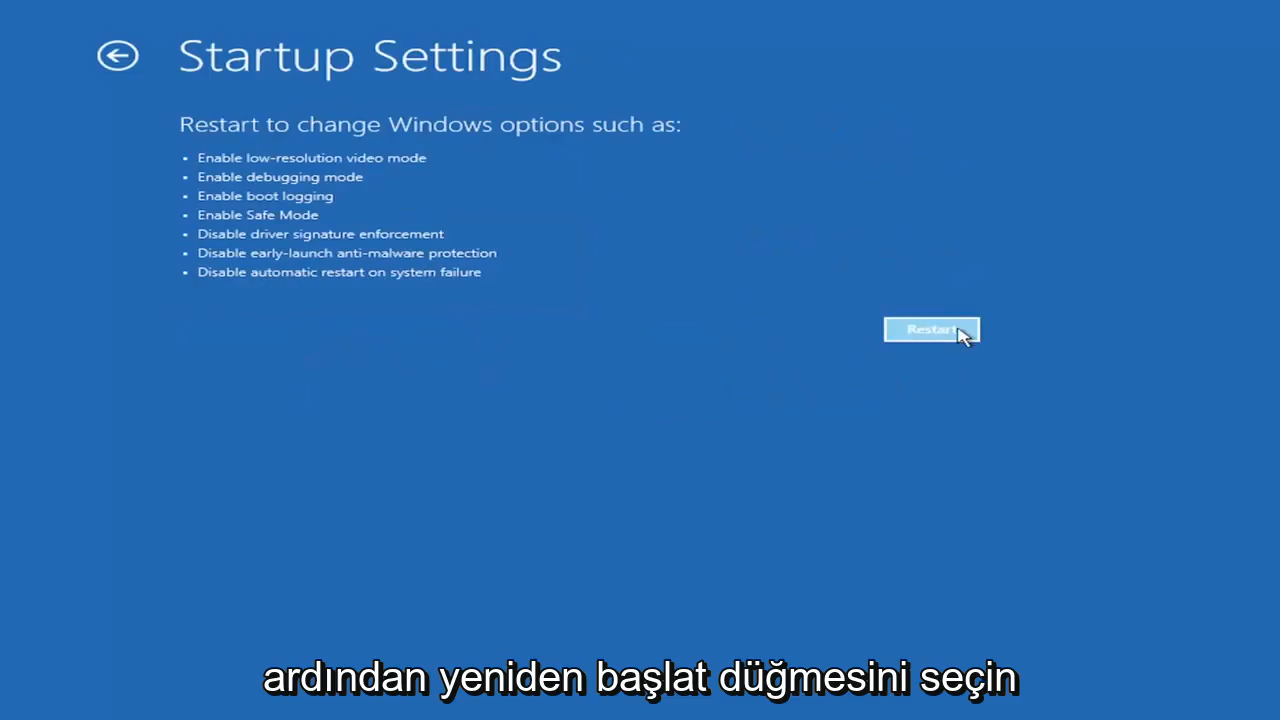 Startup Settings
Restart to change Windows options such as:
• Enable low-resolution video mode
• Enable debugging mode
• Enable boot logging
• Enable Safe Mode
• Disable driver signature enforcement
• Disable early-launch anti-malware protection
• Disable automatic restart on system failure
Restart
ardından yeniden başlat düğmesini seçin